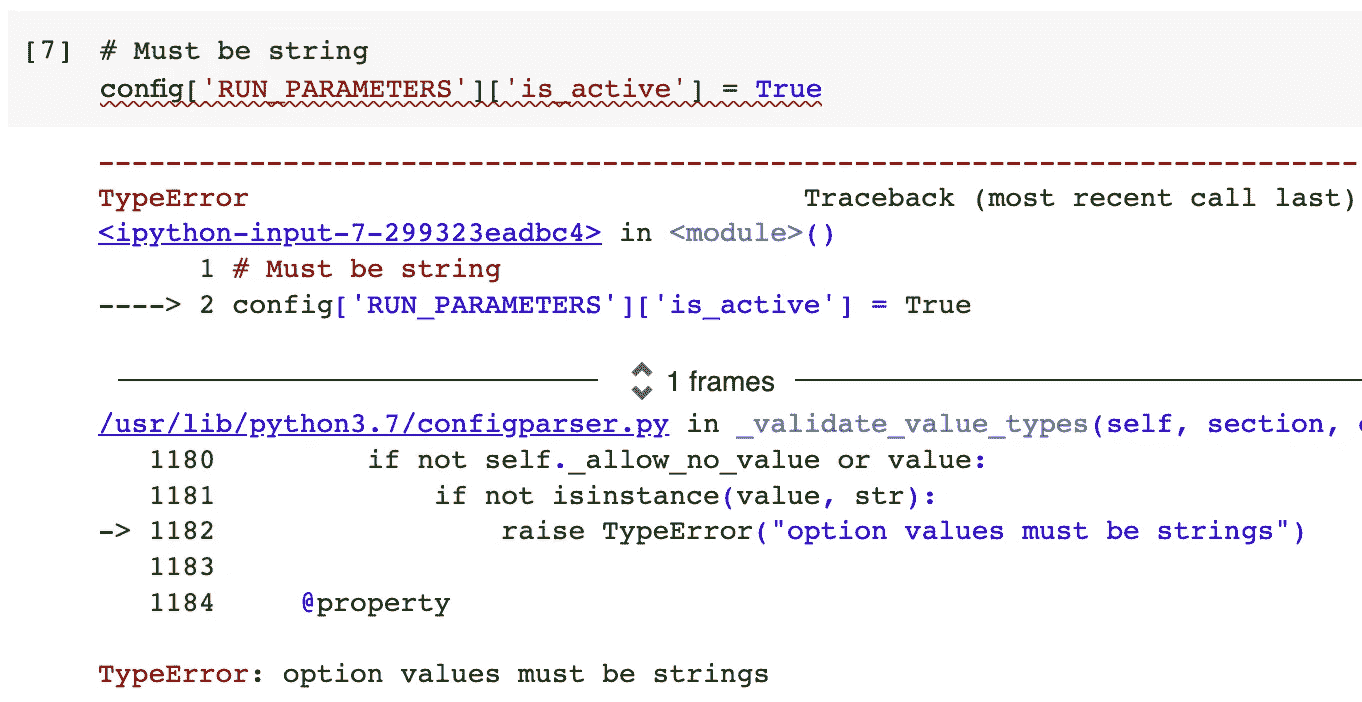 [7] # Must be string
config['RUN_PARAMETERS']['is_active'] = True
---------------------------------------------------------------------------
TypeError Traceback (most recent call last)
<ipython-input-7-299323eadbc4> in <module>()
1 # Must be string
----> 2 config['RUN_PARAMETERS']['is_active'] = True
1 frames
/usr/lib/python3.7/configparser.py in _validate_value_types(self, section,
1180 if not self._allow_no_value or value:
1181 if not isinstance(value, str):
-> 1182 raise TypeError("option values must be strings")
1183
1184 @property
TypeError: option values must be strings